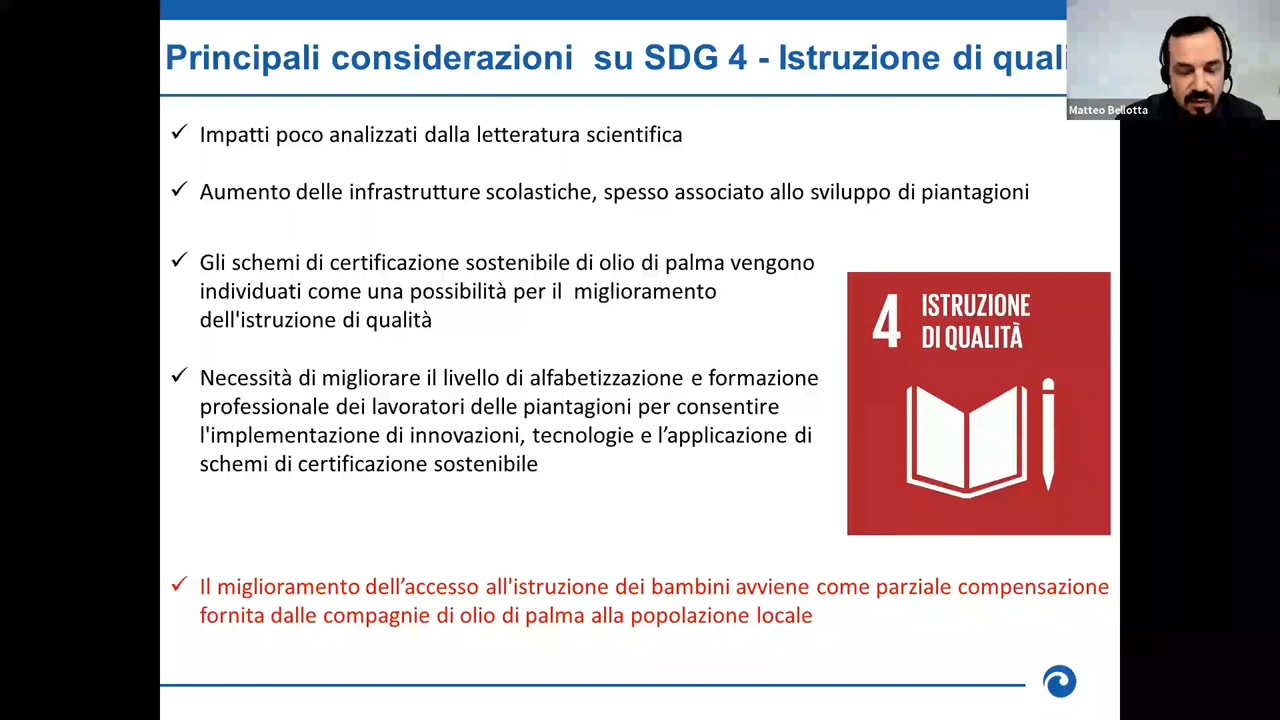 Principali considerazioni  su SDG 4 - Istruzione di quali
Matteo Bellotta
✓ Impatti poco analizzati dalla letteratura scientifica
✓ Aumento delle infrastrutture scolastiche, spesso associato allo sviluppo di piantagioni
✓ Gli schemi di certificazione sostenibile di olio di palma vengono
individuati come una possibilità per il  miglioramento
dell'istruzione di qualità
✓ Necessità di migliorare il livello di alfabetizzazione e formazione
professionale dei lavoratori delle piantagioni per consentire
l'implementazione di innovazioni, tecnologie e l’applicazione di
schemi di certificazione sostenibile
4 ISTRUZIONE
DI QUALITÀ
✓ Il miglioramento dell’accesso all'istruzione dei bambini avviene come parziale compensazione
fornita dalle compagnie di olio di palma alla popolazione locale